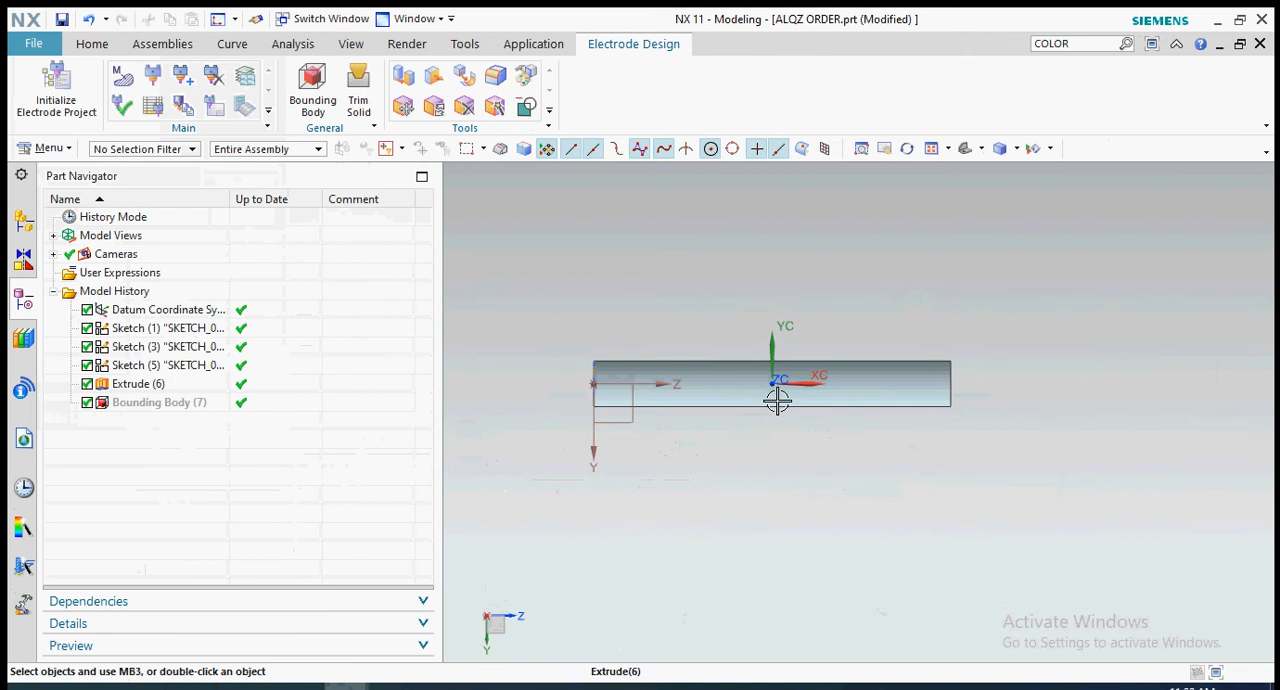 NX
Switch Window
Window
NX 11 - Modeling - [ALQZ ORDER.prt (Modified) ]
SIEMENS
File
Home
Assemblies
Curve
Analysis
View
Render
Tools
Application
Electrode Design
COLOR
Initialize
Electrode Project
Main
Bounding
Body
Trim
Solid
General
Tools
Menu
No Selection Filter
Entire Assembly
Part Navigator
Name
Up to Date
Comment
History Mode
Model Views
Cameras
User Expressions
Model History
Datum Coordinate Sy...
Sketch (1) "SKETCH_0...
Sketch (3) "SKETCH_0...
Sketch (5) "SKETCH_0...
Extrude (6)
Bounding Body (7)
Dependencies
Details
Preview
YC
XC
ZC
Z
Y
X
Z
Y
Activate Windows
Go to Settings to activate Windows.
Select objects and use MB3, or double-click an object
Extrude(6)